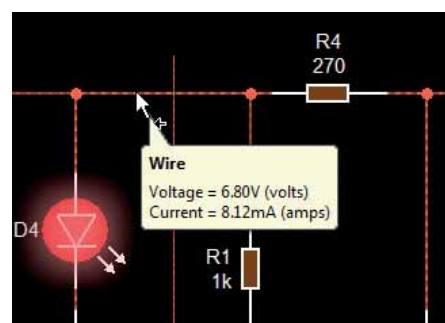 R4
270
Wire
Voltage = 6.80V (volts)
Current = 8.12mA (amps)
D4
R1
1k